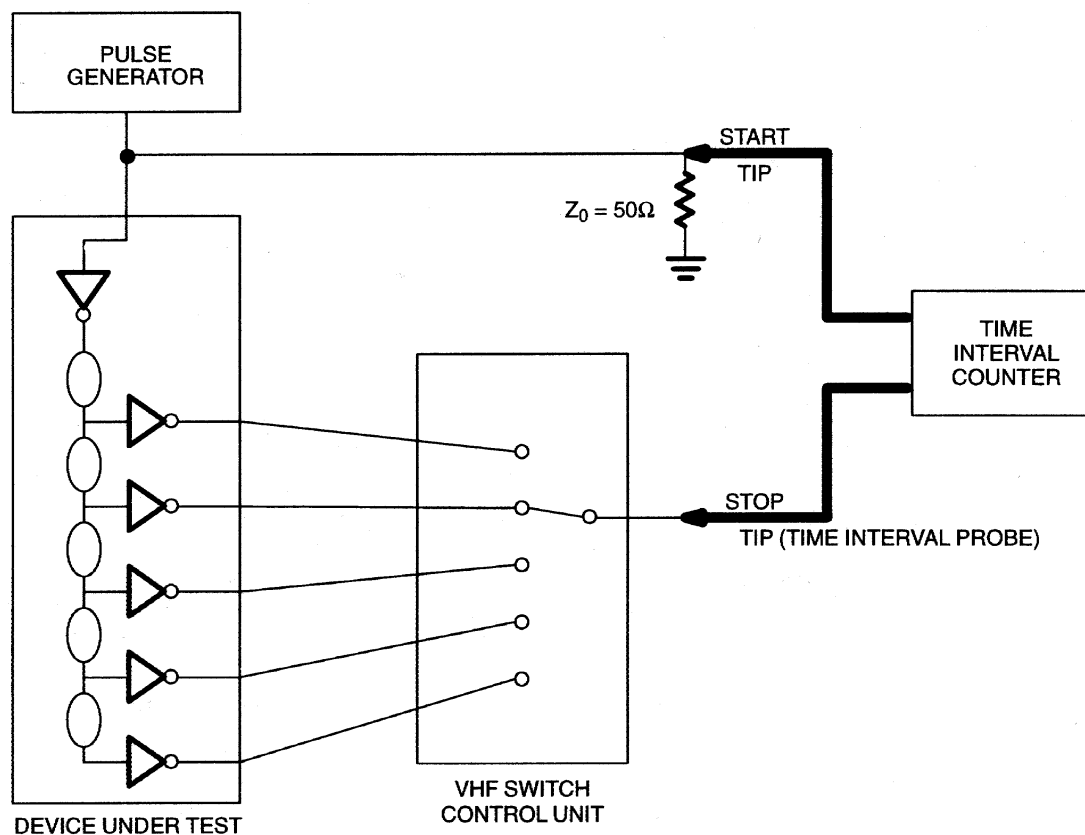 PULSE
GENERATOR
START
TIP
Z0 = 50Ω
TIME
INTERVAL
COUNTER
STOP
TIP (TIME INTERVAL PROBE)
VHF SWITCH
CONTROL UNIT
DEVICE UNDER TEST